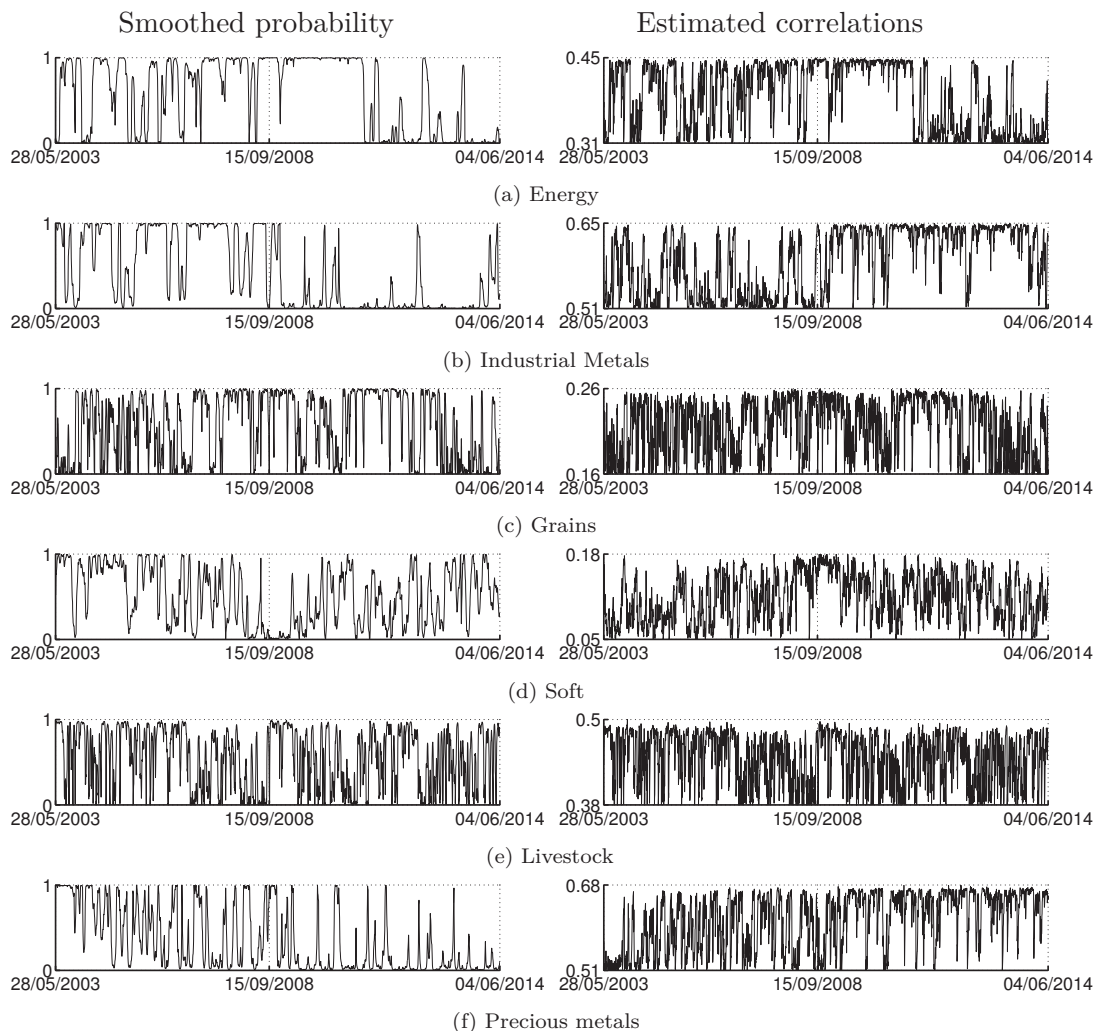 Smoothed probability Estimated correlations
1 0.45
0 0.31
28/05/2003 15/09/2008 04/06/2014 28/05/2003 15/09/2008 04/06/2014
(a) Energy
1 0.65
0 0.51
28/05/2003 15/09/2008 04/06/2014 28/05/2003 15/09/2008 04/06/2014
(b) Industrial Metals
1 0.26
0 0.16
28/05/2003 15/09/2008 04/06/2014 28/05/2003 15/09/2008 04/06/2014
(c) Grains
1 0.18
0 0.05
28/05/2003 15/09/2008 04/06/2014 28/05/2003 15/09/2008 04/06/2014
(d) Soft
1 0.5
0 0.38
28/05/2003 15/09/2008 04/06/2014 28/05/2003 15/09/2008 04/06/2014
(e) Livestock
1 0.68
0 0.51
28/05/2003 15/09/2008 04/06/2014 28/05/2003 15/09/2008 04/06/2014
(f) Precious metals